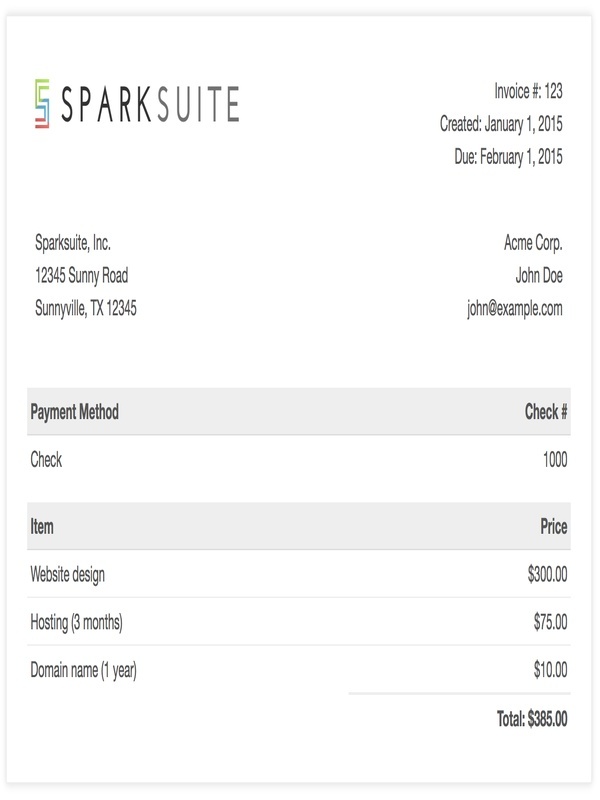 SPARKSUITE
Invoice #: 123
Created: January 1, 2015
Due: February 1, 2015
Sparksuite, Inc.
12345 Sunny Road
Sunnyville, TX 12345
Acme Corp.
John Doe
john@example.com
Payment Method Check #
Check 1000
Item Price
Website design $300.00
Hosting (3 months) $75.00
Domain name (1 year) $10.00
Total: $385.00